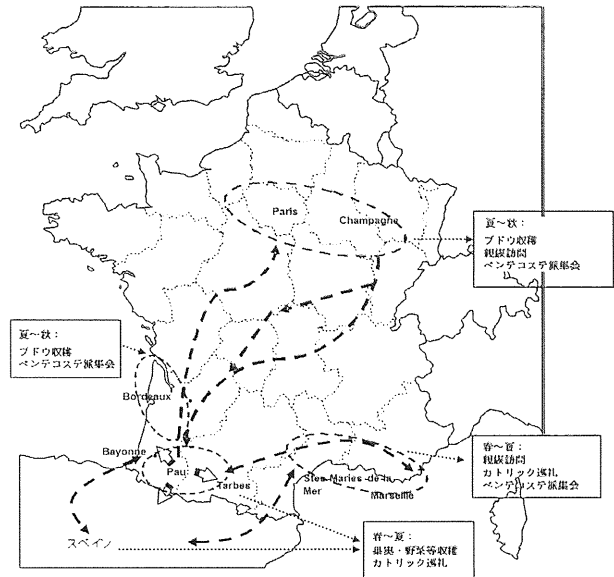 Paris
Champagne
夏〜秋：
ブドウ収穫
親族訪問
ペンテコステ派集会
夏〜秋：
ブドウ収穫
ペンテコステ派集会
Bordeaux
Bayonne
Pau
Tarbes
Stes Maries-de-la
Mer
Marseille
春〜夏：
親族訪問
カトリック巡礼
ペンテコステ派集会
スペイン
春〜夏：
果実・野菜等収穫
カトリック巡礼